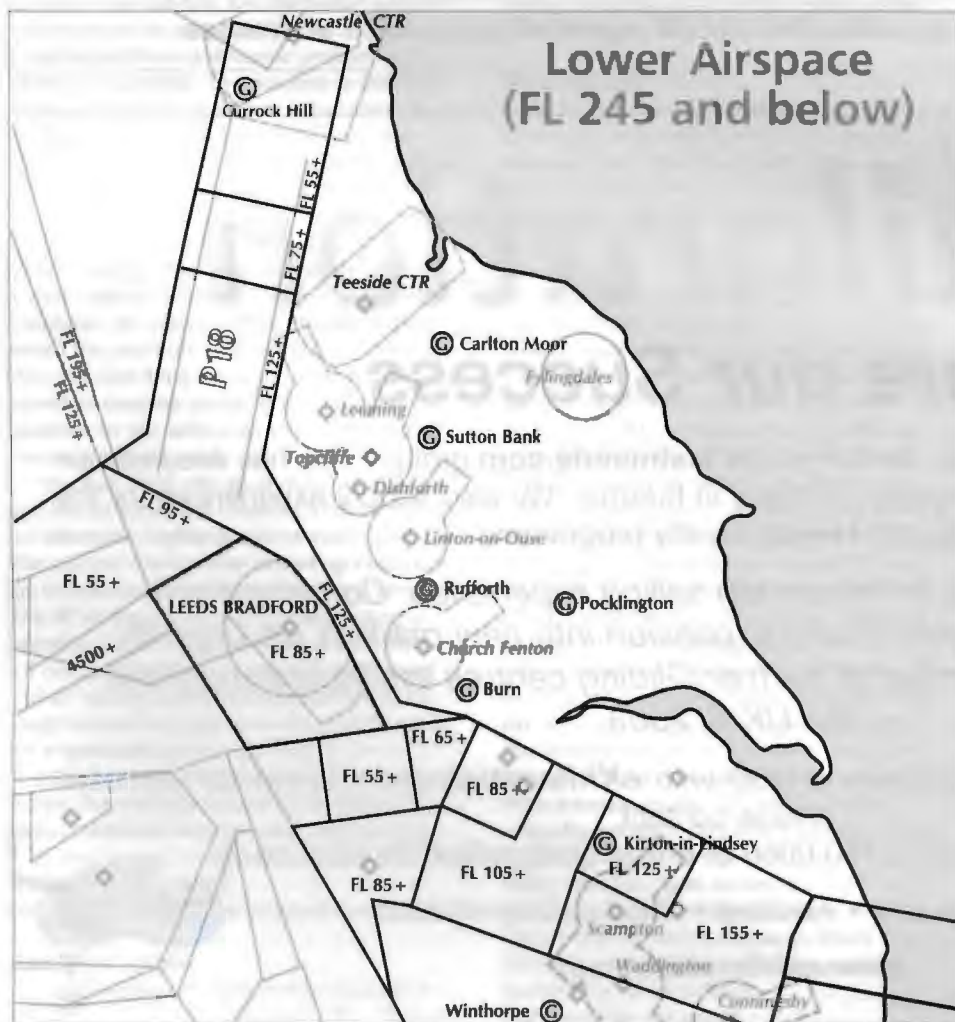 Newcastle CTR
Lower Airspace
(FL 245 and below)
G
Currock Hill
FL 55+
FL 75+
Teeside CTR
G Carlton Moor
P18
FL 125+
FL 195+
FL 125+
Fylingdales
Leeming
G Sutton Bank
Topcliffe
Dishforth
FL 95+
Linton-on-Ouse
FL 55+
G Rufforth
LEEDS BRADFORD
FL 125+
G Pocklington
4500+
FL 85+
Church Fenton
G Burn
FL 65+
FL 55+
FL 85+
G Kirton-in-Lindsey
FL 85+
FL 105+
FL 125+
Scampton
FL 155+
Waddington
Coningsby
Winthorpe G